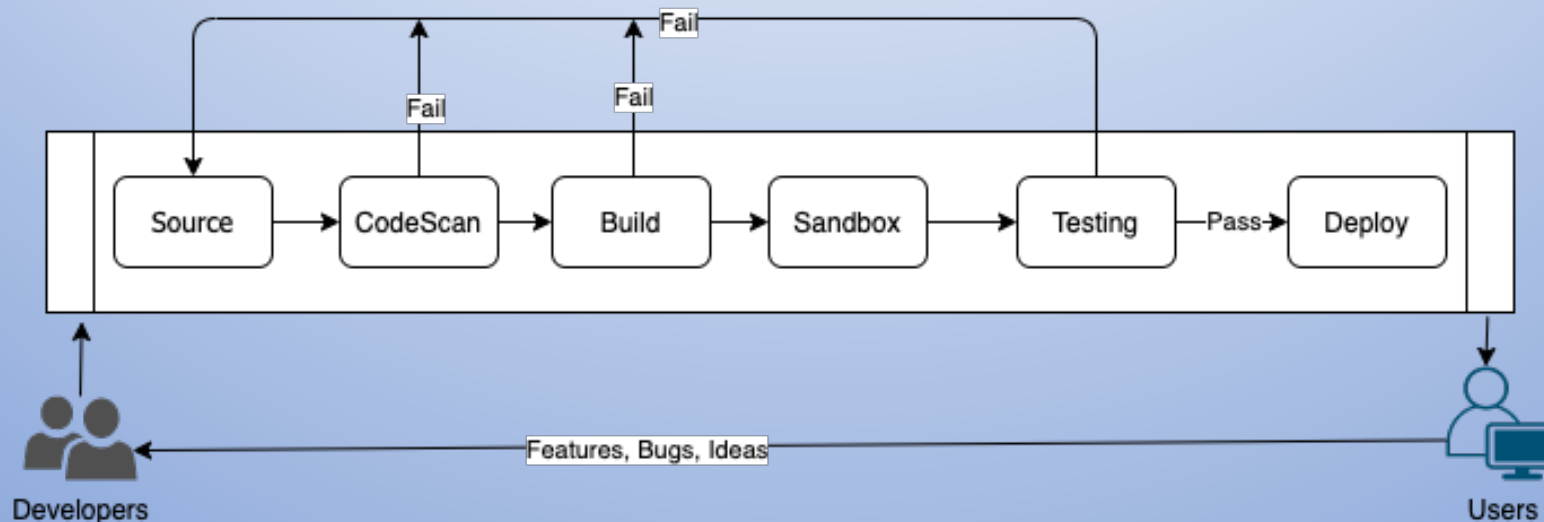 Fail
Fail
Fail
Source
CodeScan
Build
Sandbox
Testing
Pass
Deploy
Features, Bugs, Ideas
Developers
Users